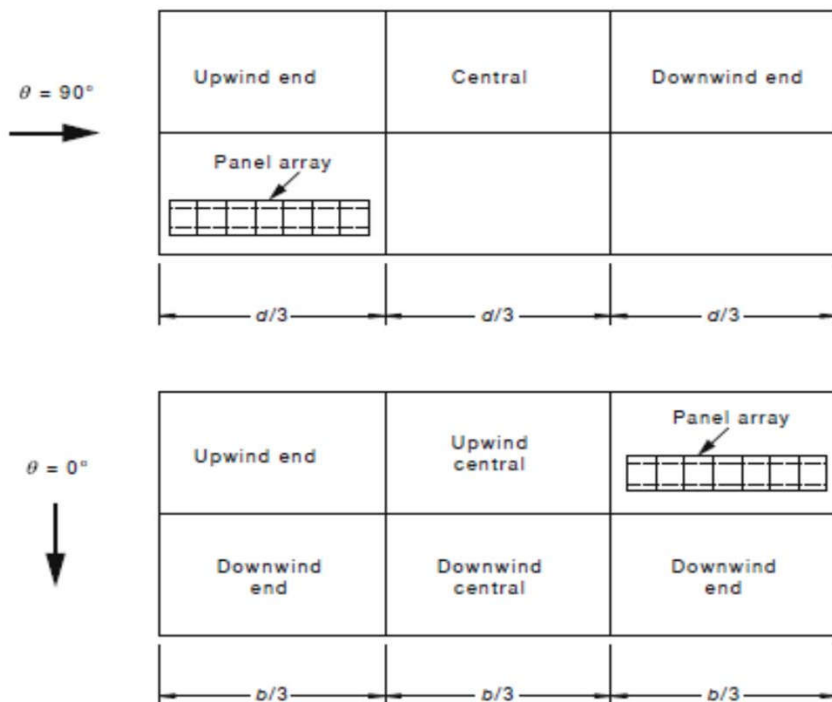 Upwind end
Central
Downwind end
θ = 90°
Panel array
d/3
d/3
d/3
Panel array
Upwind end
Upwind
central
θ = 0°
Downwind
end
Downwind
central
Downwind
end
b/3
b/3
b/3